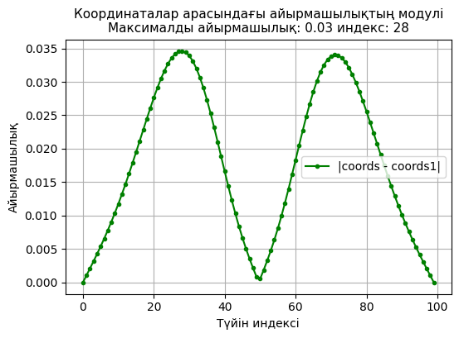 Координаталар арасындағы айырмашылықтың модулі
Максималды айырмашылық: 0.03 индекс: 28
0.035
0.030
0.025
0.020
0.015
0.010
0.005
0.000
Айырмашылық
|coords - coords1|
0 20 40 60 80 100
Түйін индексі